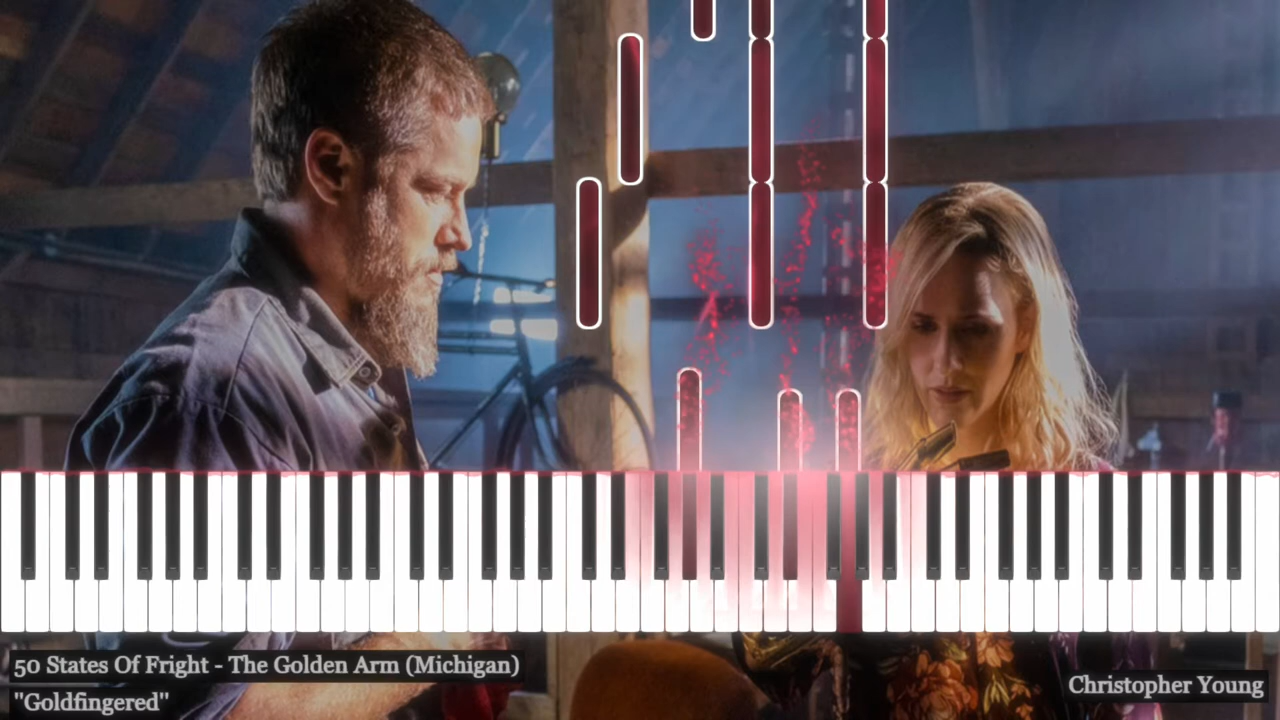 50 States Of Fright - The Golden Arm (Michigan)
"Goldfingered"
Christopher Young